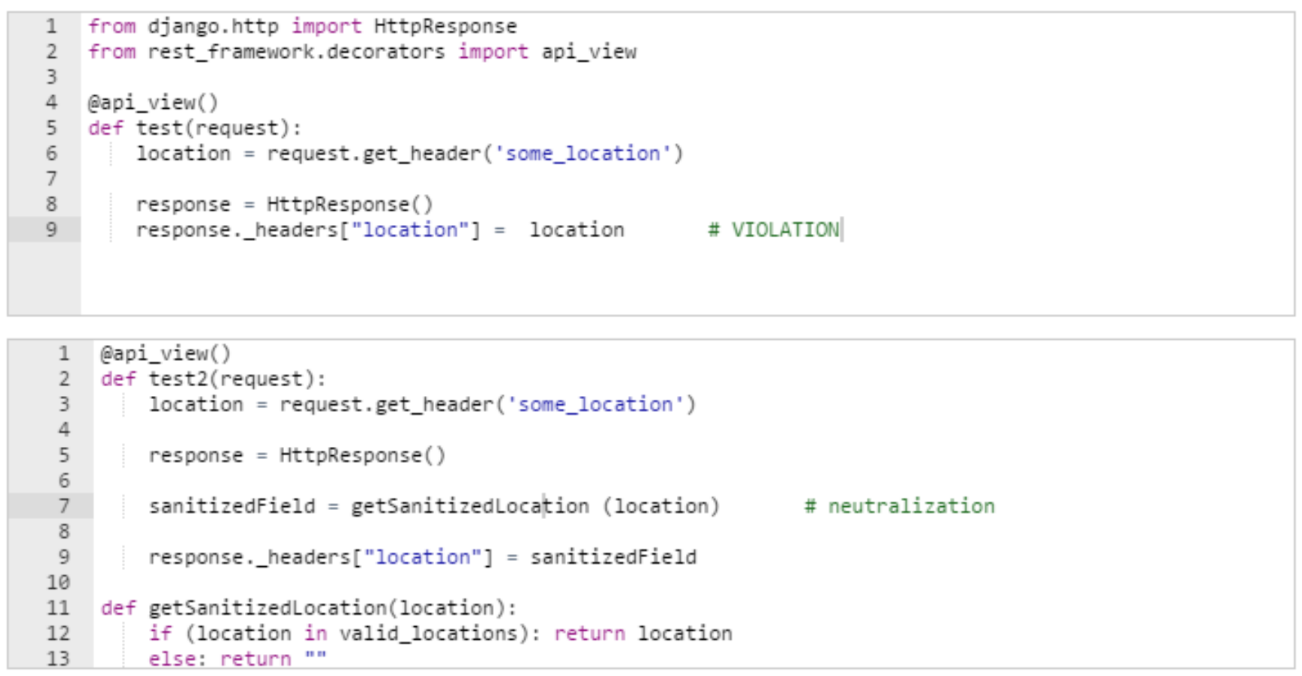 1 from django.http import HttpResponse
2 from rest_framework.decorators import api_view
3
4 @api_view()
5 def test(request):
6     location = request.get_header('some_location')
7
8     response = HttpResponse()
9     response._headers["location"] =  location       # VIOLATION
1 @api_view()
2 def test2(request):
3     location = request.get_header('some_location')
4
5     response = HttpResponse()
6
7     sanitizedField = getSanitizedLocation (location)       # neutralization
8
9     response._headers["location"] = sanitizedField
10
11 def getSanitizedLocation(location):
12     if (location in valid_locations): return location
13     else: return ""